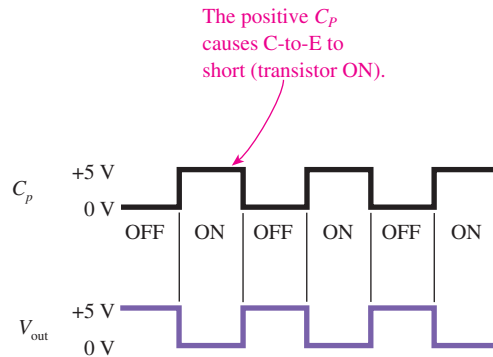 The positive C_P
causes C-to-E to
short (transistor ON).
+5 V
C_p
0 V
OFF ON OFF ON OFF ON
+5 V
V_out
0 V